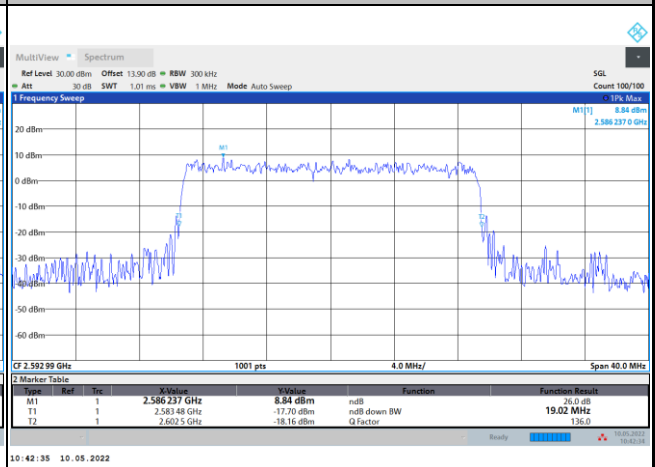 MultiView Spectrum
Ref Level 30.00 dBm Offset 13.90 dB RBW 300 kHz SGL
Att 30 dB SWT 1.01 ms VBW 1 MHz Mode Auto Sweep Count 100/100
1 Frequency Sweep 1Pk Max
M1[1] 8.84 dBm
2.586 237 0 GHz
20 dBm
M1
10 dBm
0 dBm
-10 dBm
T1 T2
-20 dBm
-30 dBm
-40 dBm
-50 dBm
-60 dBm
CF 2.592 99 GHz 1001 pts 4.0 MHz/ Span 40.0 MHz
2 Marker Table
Type Ref Trc X-Value Y-Value Function Function Result
M1 1 2.586 237 GHz 8.84 dBm ndB 26.0 dB
T1 1 2.583 48 GHz -17.70 dBm ndB down BW 19.02 MHz
T2 1 2.602 5 GHz -18.16 dBm Q Factor 136.0
Ready 10.05.2022
10:42:34
10:42:35 10.05.2022